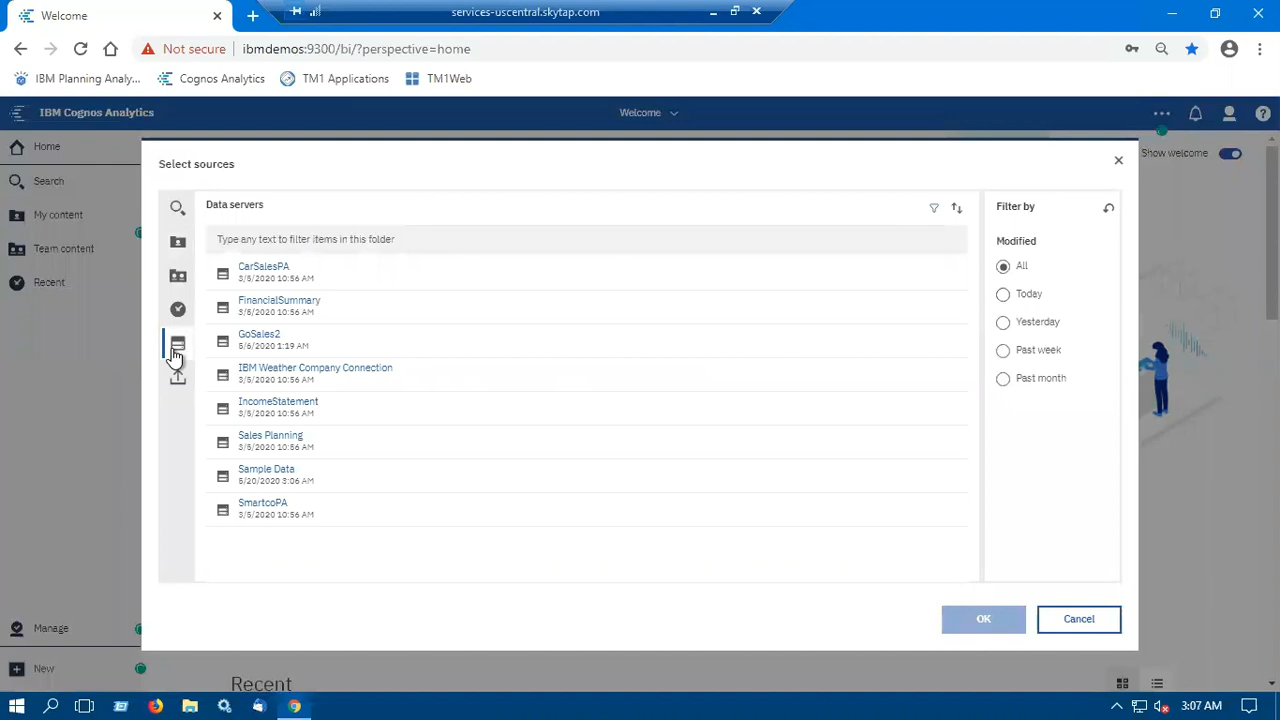 Welcome
services-uscentral.skytap.com
Not secure
ibmdemos:9300/bi/?perspective=home
IBM Planning Analy...
Cognos Analytics
TM1 Applications
TM1Web
IBM Cognos Analytics
Welcome
Home
Search
My content
Team content
Recent
Manage
New
Show welcome
Select sources
Data servers
Type any text to filter items in this folder
CarSalesPA
3/5/2020 10:56 AM
FinancialSummary
3/5/2020 10:56 AM
GoSales2
5/6/2020 1:19 AM
IBM Weather Company Connection
3/5/2020 10:56 AM
IncomeStatement
3/5/2020 10:56 AM
Sales Planning
3/5/2020 10:56 AM
Sample Data
5/20/2020 3:06 AM
SmartcoPA
3/5/2020 10:56 AM
Filter by
Modified
All
Today
Yesterday
Past week
Past month
OK
Cancel
Recent
3:07 AM